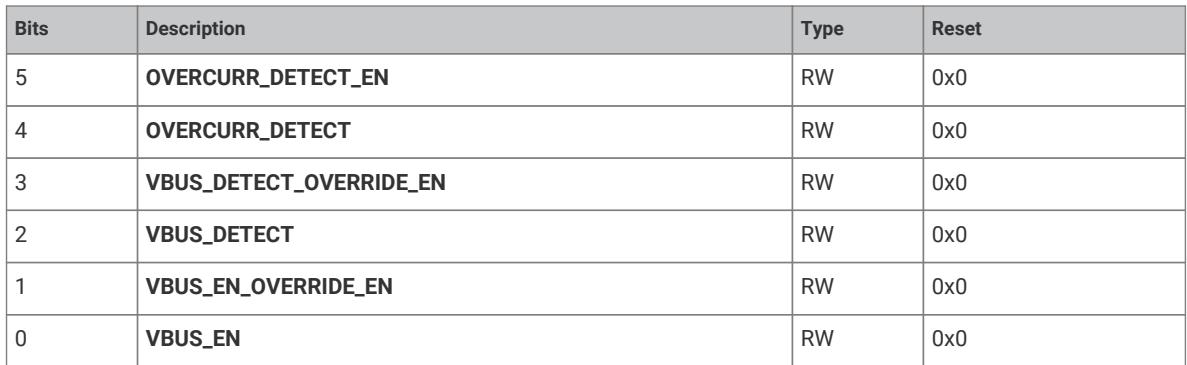 Bits Description Type Reset
5 OVERCURR_DETECT_EN RW 0x0
4 OVERCURR_DETECT RW 0x0
3 VBUS_DETECT_OVERRIDE_EN RW 0x0
2 VBUS_DETECT RW 0x0
1 VBUS_EN_OVERRIDE_EN RW 0x0
0 VBUS_EN RW 0x0